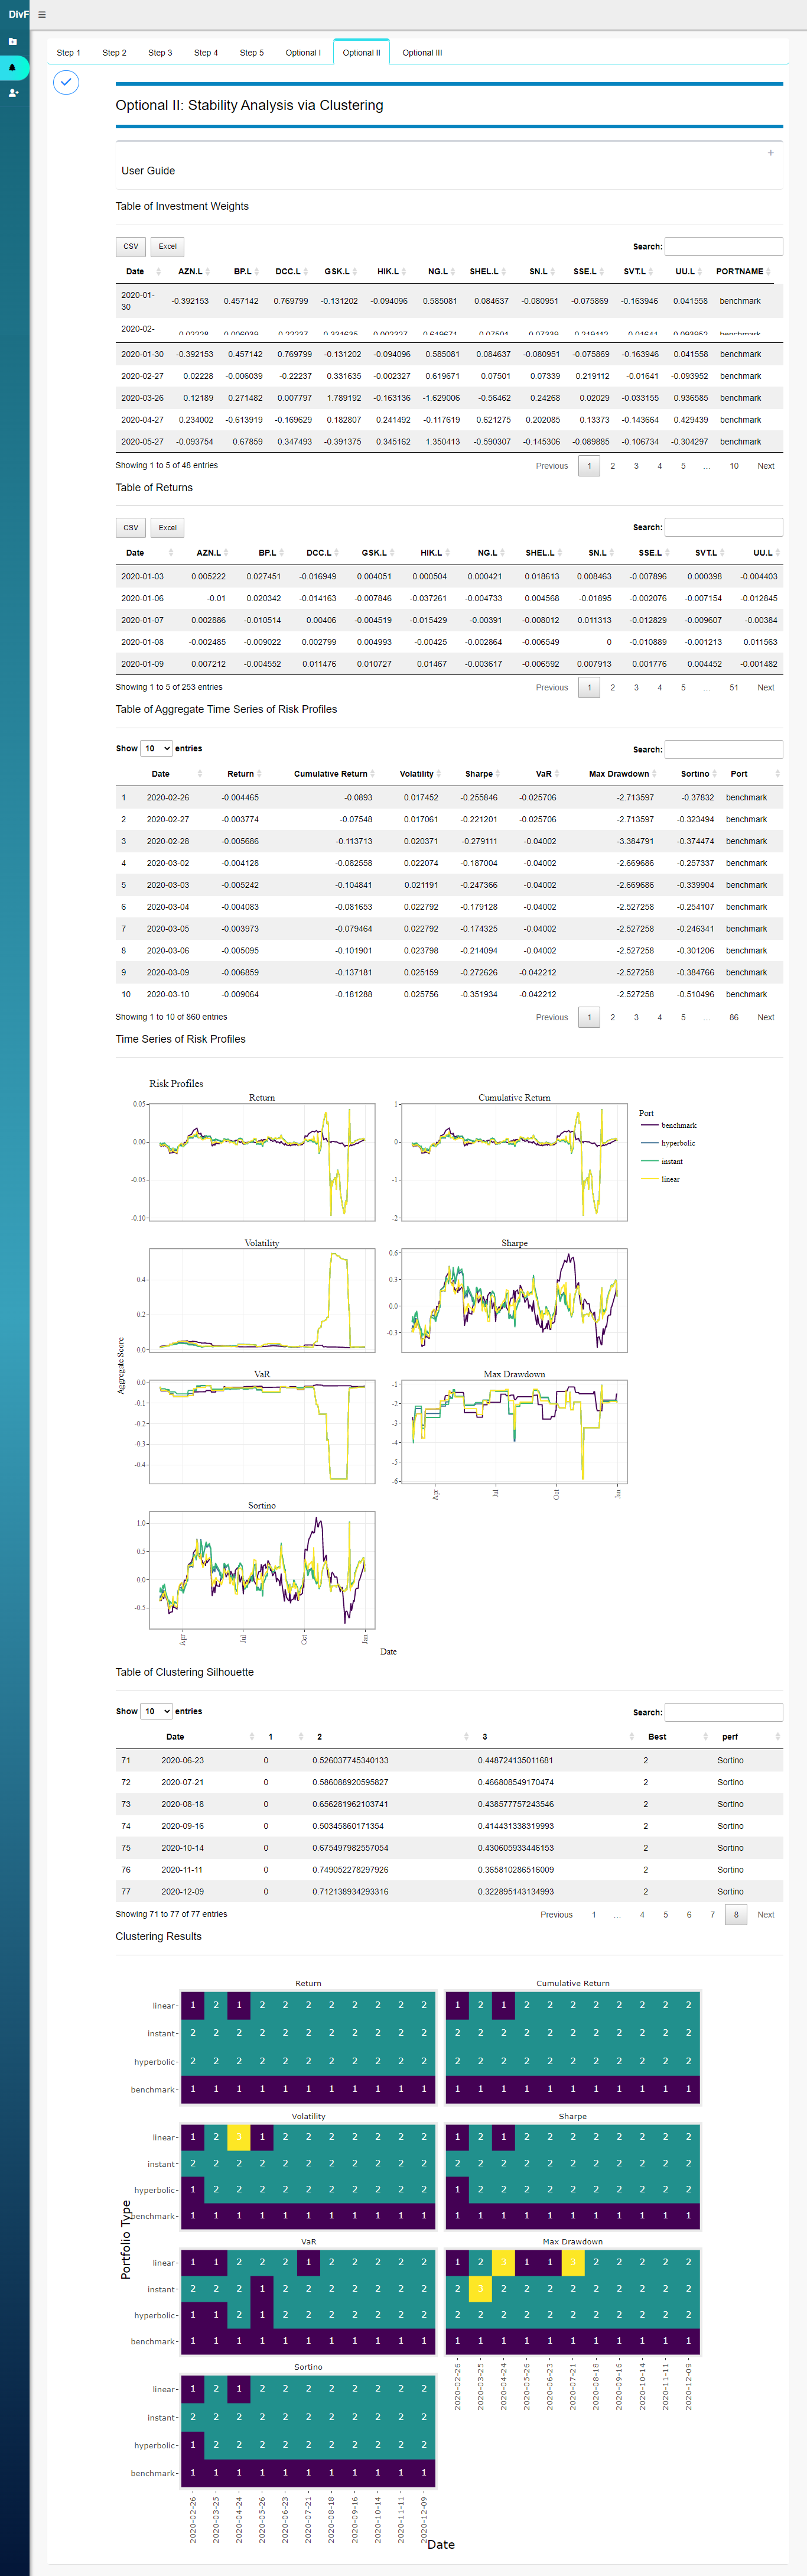 DivF
Step 1 Step 2 Step 3 Step 4 Step 5 Optional I Optional II Optional III
Optional II: Stability Analysis via Clustering
+
User Guide
Table of Investment Weights
CSV Excel Search:
Date AZN.L BP.L DCC.L GSK.L HIK.L NG.L SHEL.L SN.L SSE.L SVT.L UU.L PORTNAME
2020-01-30 -0.392153 0.457142 0.769799 -0.131202 -0.094096 0.585081 0.084637 -0.080951 -0.075869 -0.163946 0.041558 benchmark
2020-02- 0.02228 -0.006039 -0.22237 0.331635 -0.002327 0.619671 0.07501 0.07339 0.219112 -0.01641 -0.093952 benchmark
2020-01-30 -0.392153 0.457142 0.769799 -0.131202 -0.094096 0.585081 0.084637 -0.080951 -0.075869 -0.163946 0.041558 benchmark
2020-02-27 0.02228 -0.006039 -0.22237 0.331635 -0.002327 0.619671 0.07501 0.07339 0.219112 -0.01641 -0.093952 benchmark
2020-03-26 0.12189 0.271482 0.007797 1.789192 -0.163136 -1.629006 -0.56462 0.24268 0.02029 -0.033155 0.936585 benchmark
2020-04-27 0.234002 -0.613919 -0.169629 0.182807 0.241492 -0.117619 0.621275 0.202085 0.13373 -0.143664 0.429439 benchmark
2020-05-27 -0.093754 0.67859 0.347493 -0.391375 0.345162 1.350413 -0.590307 -0.145306 -0.089885 -0.106734 -0.304297 benchmark
Showing 1 to 5 of 48 entries Previous 1 2 3 4 5 … 10 Next
Table of Returns
CSV Excel Search:
Date AZN.L BP.L DCC.L GSK.L HIK.L NG.L SHEL.L SN.L SSE.L SVT.L UU.L
2020-01-03 0.005222 0.027451 -0.016949 0.004051 0.000504 0.000421 0.018613 0.008463 -0.007896 0.000398 -0.004403
2020-01-06 -0.01 0.020342 -0.014163 -0.007846 -0.037261 -0.004733 0.004568 -0.01895 -0.002076 -0.007154 -0.012845
2020-01-07 0.002886 -0.010514 0.00406 -0.004519 -0.015429 -0.00391 -0.008012 0.011313 -0.012829 -0.009607 -0.00384
2020-01-08 -0.002485 -0.009022 0.002799 0.004993 -0.00425 -0.002864 -0.006549 0 -0.010889 -0.001213 0.011563
2020-01-09 0.007212 -0.004552 0.011476 0.010727 0.01467 -0.003617 -0.006592 0.007913 0.001776 0.004452 -0.001482
Showing 1 to 5 of 253 entries Previous 1 2 3 4 5 … 51 Next
Table of Aggregate Time Series of Risk Profiles
Show 10 entries Search:
Date Return Cumulative Return Volatility Sharpe VaR Max Drawdown Sortino Port
1 2020-02-26 -0.004465 -0.0893 0.017452 -0.255846 -0.025706 -2.713597 -0.37832 benchmark
2 2020-02-27 -0.003774 -0.07548 0.017061 -0.221201 -0.025706 -2.713597 -0.323494 benchmark
3 2020-02-28 -0.005686 -0.113713 0.020371 -0.279111 -0.04002 -3.384791 -0.374474 benchmark
4 2020-03-02 -0.004128 -0.082558 0.022074 -0.187004 -0.04002 -2.669686 -0.257337 benchmark
5 2020-03-03 -0.005242 -0.104841 0.021191 -0.247366 -0.04002 -2.669686 -0.339904 benchmark
6 2020-03-04 -0.004083 -0.081653 0.022792 -0.179128 -0.04002 -2.527258 -0.254107 benchmark
7 2020-03-05 -0.003973 -0.079464 0.022792 -0.174325 -0.04002 -2.527258 -0.246341 benchmark
8 2020-03-06 -0.005095 -0.101901 0.023798 -0.214094 -0.04002 -2.527258 -0.301206 benchmark
9 2020-03-09 -0.006859 -0.137181 0.025159 -0.272626 -0.042212 -2.527258 -0.384766 benchmark
10 2020-03-10 -0.009064 -0.181288 0.025756 -0.351934 -0.042212 -2.527258 -0.510496 benchmark
Showing 1 to 10 of 860 entries Previous 1 2 3 4 5 … 86 Next
Time Series of Risk Profiles
Risk Profiles
Return Cumulative Return
0.05 0.00 -0.05 -0.10
1 0 -1 -2
Port
benchmark
hyperbolic
instant
linear
Volatility Sharpe
0.4 0.2 0.0
0.6 0.3 0.0 -0.3
Aggregate Score
VaR Max Drawdown
0.0 -0.1 -0.2 -0.3 -0.4
-1 -2 -3 -4 -5 -6
Apr Jul Oct Jan
Sortino
1.0 0.5 0.0 -0.5
Apr Jul Oct Jan
Date
Table of Clustering Silhouette
Show 10 entries Search:
Date 1 2 3 Best perf
71 2020-06-23 0 0.526037745340133 0.448724135011681 2 Sortino
72 2020-07-21 0 0.586088920595827 0.466808549170474 2 Sortino
73 2020-08-18 0 0.656281962103741 0.438577757243546 2 Sortino
74 2020-09-16 0 0.50345860171354 0.414431338319993 2 Sortino
75 2020-10-14 0 0.675497982557054 0.430605933446153 2 Sortino
76 2020-11-11 0 0.749052278297926 0.365810286516009 2 Sortino
77 2020-12-09 0 0.712138934293316 0.322895143134993 2 Sortino
Showing 71 to 77 of 77 entries Previous 1 … 4 5 6 7 8 Next
Clustering Results
Return Cumulative Return
linear 1 2 1 2 2 2 2 2 2 2 2 1 2 1 2 2 2 2 2 2 2 2
instant 2 2 2 2 2 2 2 2 2 2 2 2 2 2 2 2 2 2 2 2 2 2
hyperbolic 2 2 2 2 2 2 2 2 2 2 2 2 2 2 2 2 2 2 2 2 2 2
benchmark 1 1 1 1 1 1 1 1 1 1 1 1 1 1 1 1 1 1 1 1 1 1
Volatility Sharpe
linear 1 2 3 1 2 2 2 2 2 2 2 1 2 1 2 2 2 2 2 2 2 2
instant 2 2 2 2 2 2 2 2 2 2 2 2 2 2 2 2 2 2 2 2 2 2
hyperbolic 1 2 2 2 2 2 2 2 2 2 2 1 2 2 2 2 2 2 2 2 2 2
benchmark 1 1 1 1 1 1 1 1 1 1 1 1 1 1 1 1 1 1 1 1 1 1
Portfolio Type
VaR Max Drawdown
linear 1 1 2 2 2 1 2 2 2 2 2 1 2 3 1 1 3 2 2 2 2 2
instant 2 2 2 1 2 2 2 2 2 2 2 2 3 2 2 2 2 2 2 2 2 2
hyperbolic 1 1 2 1 2 2 2 2 2 2 2 2 2 2 2 2 2 2 2 2 2 2
benchmark 1 1 1 1 1 1 1 1 1 1 1 1 1 1 1 1 1 1 1 1 1 1
2020-02-26 2020-03-25 2020-04-24 2020-05-26 2020-06-23 2020-07-21 2020-08-18 2020-09-16 2020-10-14 2020-11-11 2020-12-09
Sortino
linear 1 2 1 2 2 2 2 2 2 2 2
instant 2 2 2 2 2 2 2 2 2 2 2
hyperbolic 1 2 2 2 2 2 2 2 2 2 2
benchmark 1 1 1 1 1 1 1 1 1 1 1
2020-02-26 2020-03-25 2020-04-24 2020-05-26 2020-06-23 2020-07-21 2020-08-18 2020-09-16 2020-10-14 2020-11-11 2020-12-09
Date